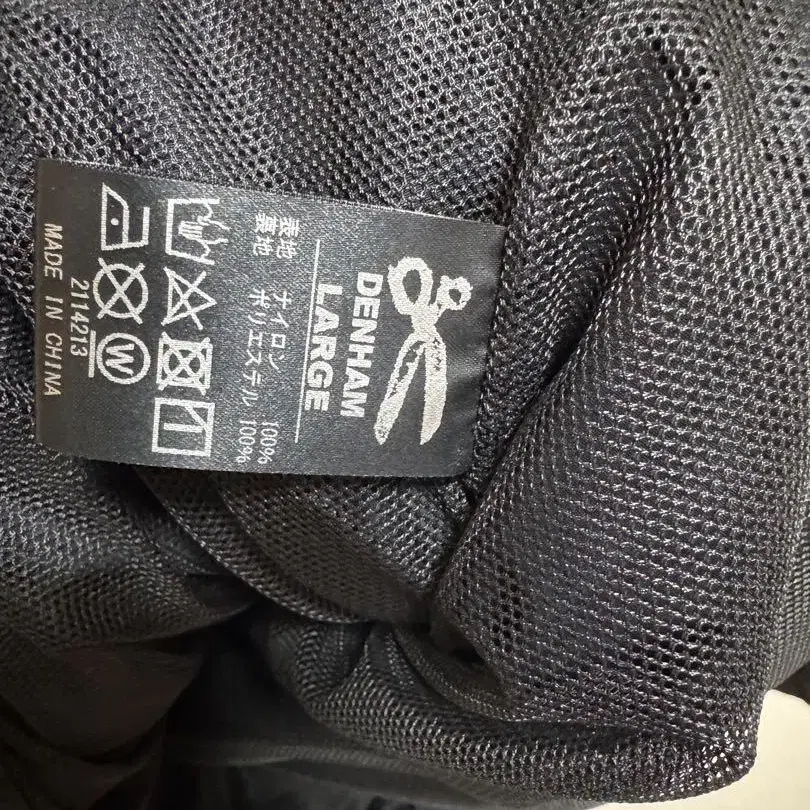 DENHAM
LARGE
表地 ナイロン 100%
裏地 ポリエステル 100%
W
2114213
MADE IN CHINA